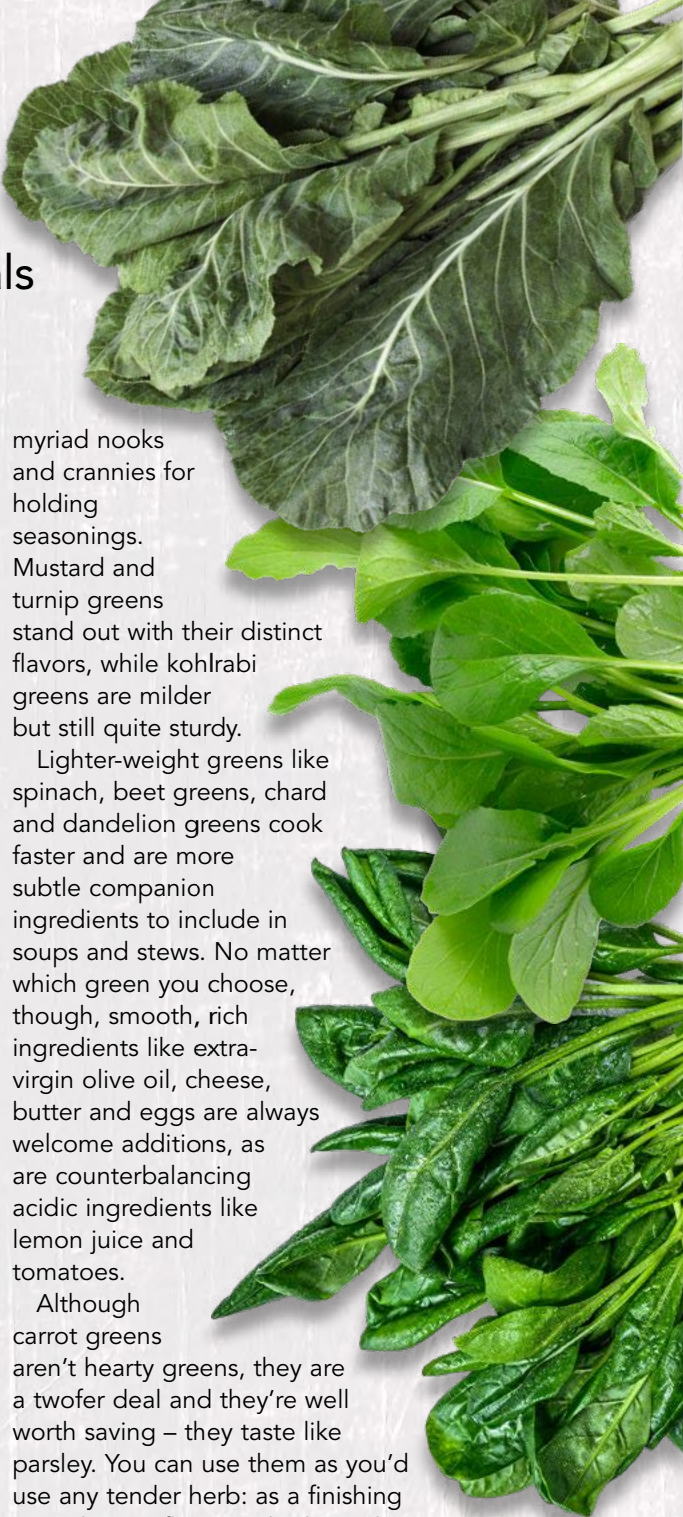 myriad nooks
and crannies for
holding
seasonings.
Mustard and
turnip greens
stand out with their distinct
flavors, while kohlrabi
greens are milder
but still quite sturdy.
Lighter-weight greens like
spinach, beet greens, chard
and dandelion greens cook
faster and are more
subtle companion
ingredients to include in
soups and stews. No matter
which green you choose,
though, smooth, rich
ingredients like extra-
virgin olive oil, cheese,
butter and eggs are always
welcome additions, as
are counterbalancing
acidic ingredients like
lemon juice and
tomatoes.
Although
carrot greens
aren’t hearty greens, they are
a twofer deal and they’re well
worth saving – they taste like
parsley. You can use them as you’d
use any tender herb: as a finishing